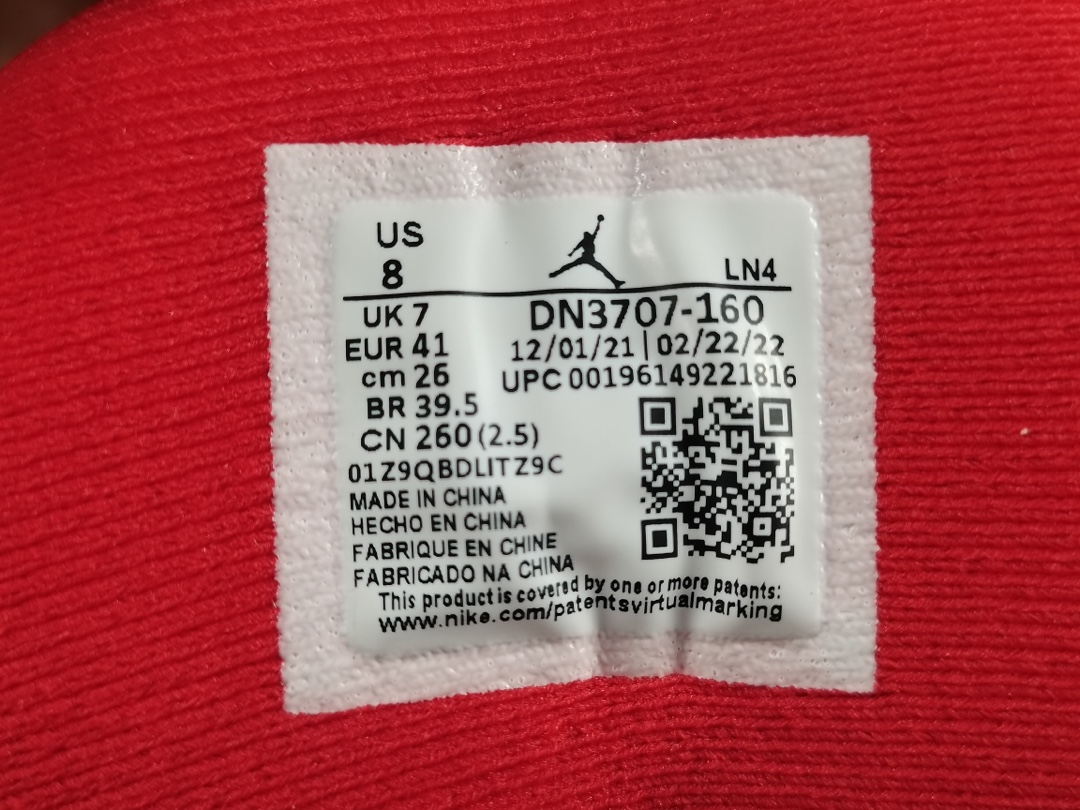 US
8
LN4
UK 7
DN3707-160
EUR 41
12/01/21 | 02/22/22
cm 26
UPC 00196149221816
BR 39.5
CN 260 (2.5)
01Z9QBDLITZ9C
MADE IN CHINA
HECHO EN CHINA
FABRIQUE EN CHINE
FABRICADO NA CHINA
This product is covered by one or more patents:
www.nike.com/patentsvirtualmarking